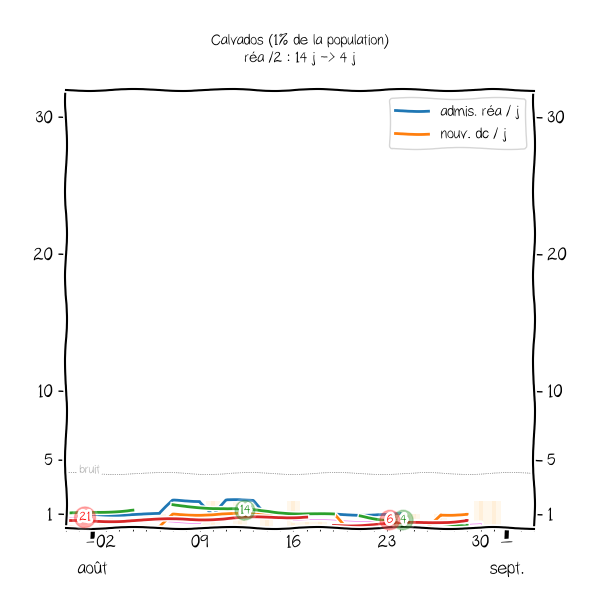 Calvados (1% de la population)
réa /2 : 14 j -> 4 j
admis. réa / j
nouv. dc / j
30 30
20 20
10 10
5 5
bruit
1 1
21 14 6 4
02 09 16 23 30
août sept.